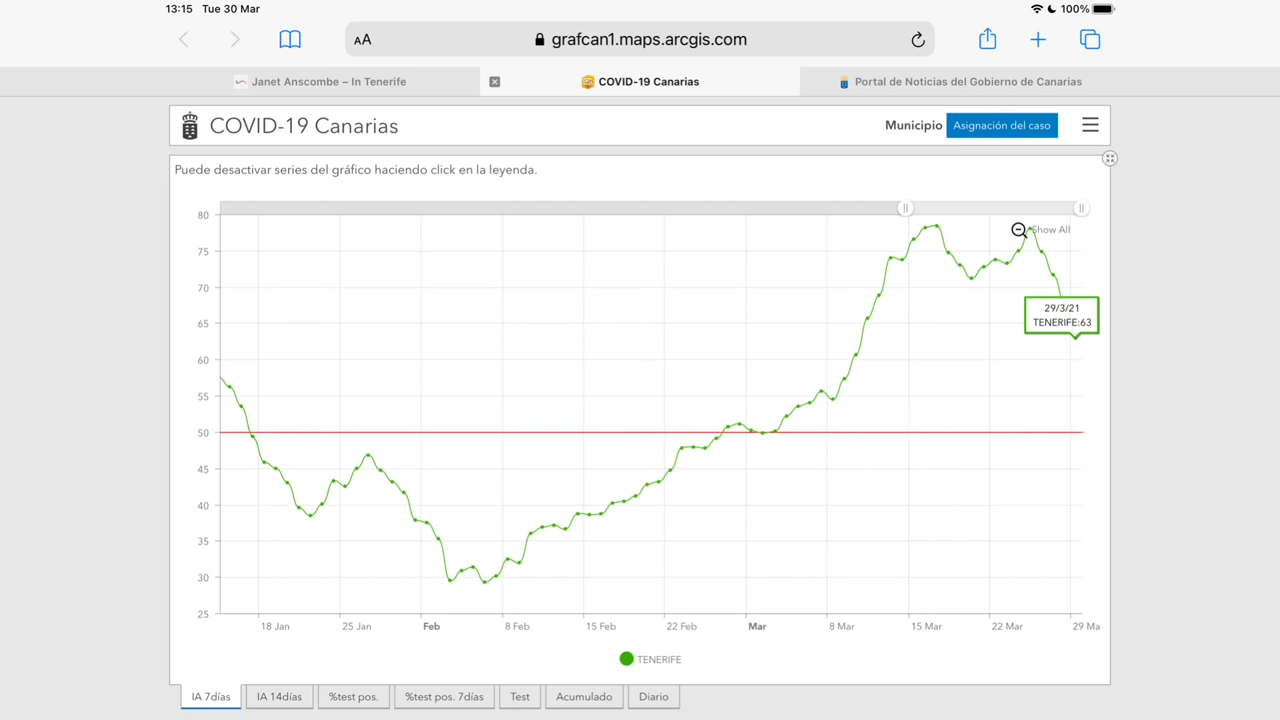 13:15 Tue 30 Mar
100%
AA
grafcan1.maps.arcgis.com
Janet Anscombe – In Tenerife
COVID-19 Canarias
Portal de Noticias del Gobierno de Canarias
COVID-19 Canarias
Municipio
Asignación del caso
Puede desactivar series del gráfico haciendo click en la leyenda.
Show All
80
75
70
65
60
55
50
45
40
35
30
25
29/3/21
TENERIFE:63
18 Jan
25 Jan
Feb
8 Feb
15 Feb
22 Feb
Mar
8 Mar
15 Mar
22 Mar
29 Ma
TENERIFE
IA 7días
IA 14días
%test pos.
%test pos. 7días
Test
Acumulado
Diario